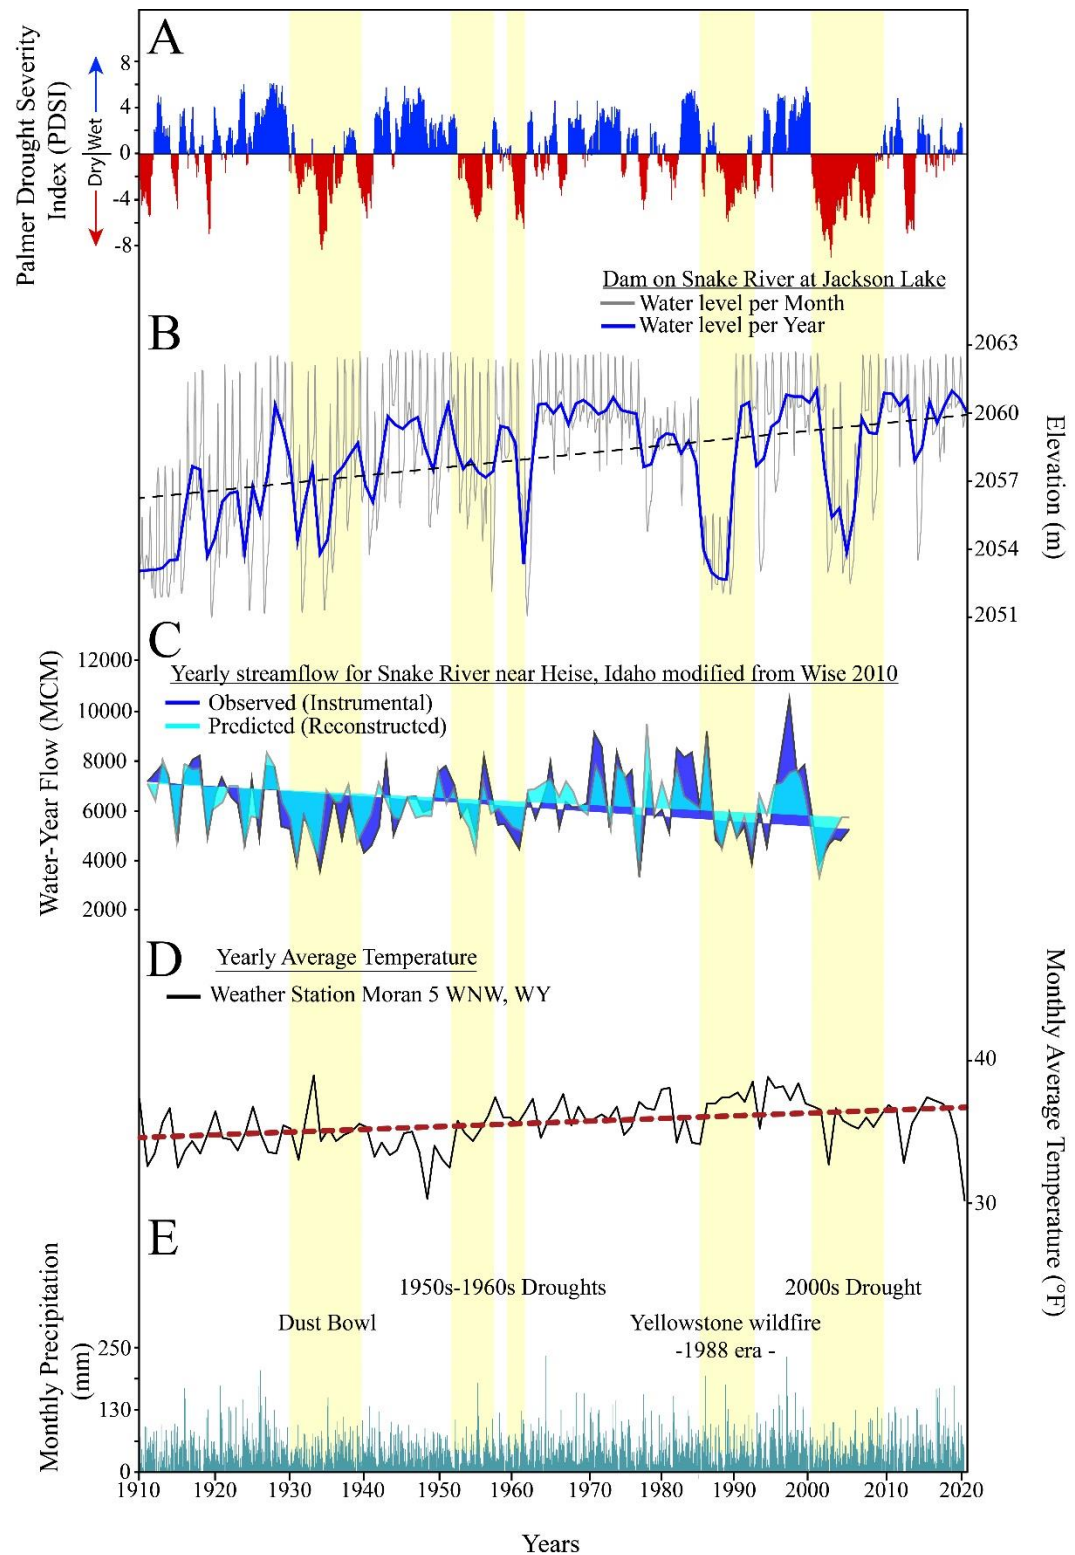 A
Palmer Drought Severity
Index (PDSI)
Dry Wet
8
4
0
-4
-8
Dam on Snake River at Jackson Lake
Water level per Month
Water level per Year
B
2063
2060
2057
2054
2051
Elevation (m)
C
Yearly streamflow for Snake River near Heise, Idaho modified from Wise 2010
Observed (Instrumental)
Predicted (Reconstructed)
Water-Year Flow (MCM)
12000
10000
8000
6000
4000
2000
D
Yearly Average Temperature
Weather Station Moran 5 WNW, WY
40
30
Monthly Average Temperature (°F)
E
1950s-1960s Droughts
2000s Drought
Dust Bowl
Yellowstone wildfire
-1988 era -
Monthly Precipitation
(mm)
250
130
0
1910 1920 1930 1940 1950 1960 1970 1980 1990 2000 2010 2020
Years